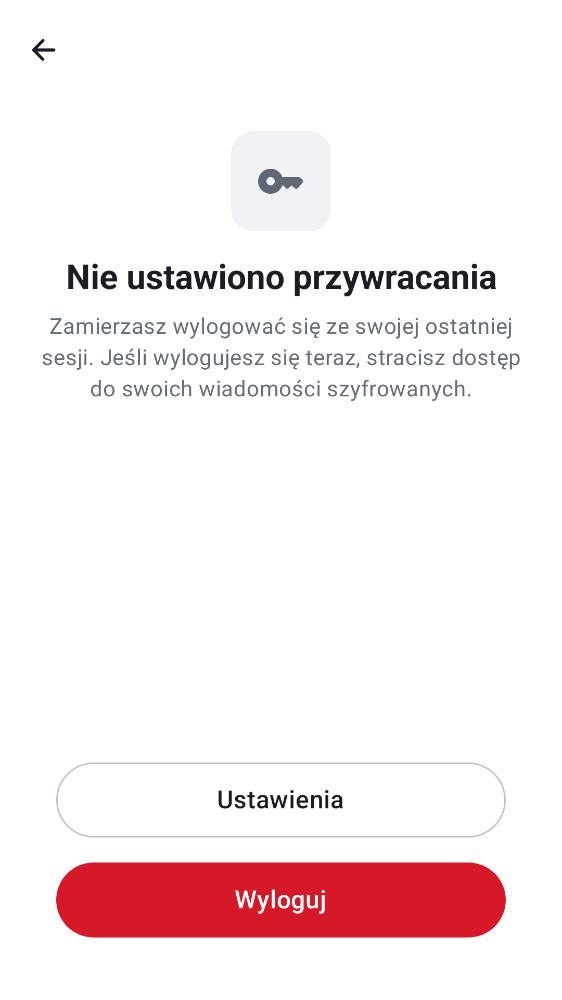 Nie ustawiono przywracania
Zamierzasz wylogować się ze swojej ostatniej
sesji. Jeśli wylogujesz się teraz, stracisz dostęp
do swoich wiadomości szyfrowanych.
Ustawienia
Wyloguj